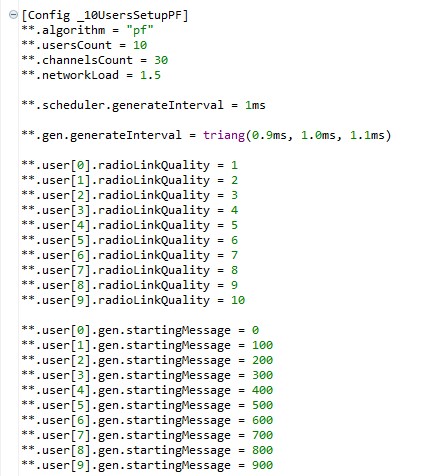 [Config _10UsersSetupPF]
**.algorithm = "pf"
**.usersCount = 10
**.channelsCount = 30
**.networkLoad = 1.5
**.scheduler.generateInterval = 1ms
**.gen.generateInterval = triang(0.9ms, 1.0ms, 1.1ms)
**.user[0].radioLinkQuality = 1
**.user[1].radioLinkQuality = 2
**.user[2].radioLinkQuality = 3
**.user[3].radioLinkQuality = 4
**.user[4].radioLinkQuality = 5
**.user[5].radioLinkQuality = 6
**.user[6].radioLinkQuality = 7
**.user[7].radioLinkQuality = 8
**.user[8].radioLinkQuality = 9
**.user[9].radioLinkQuality = 10
**.user[0].gen.startingMessage = 0
**.user[1].gen.startingMessage = 100
**.user[2].gen.startingMessage = 200
**.user[3].gen.startingMessage = 300
**.user[4].gen.startingMessage = 400
**.user[5].gen.startingMessage = 500
**.user[6].gen.startingMessage = 600
**.user[7].gen.startingMessage = 700
**.user[8].gen.startingMessage = 800
**.user[9].gen.startingMessage = 900